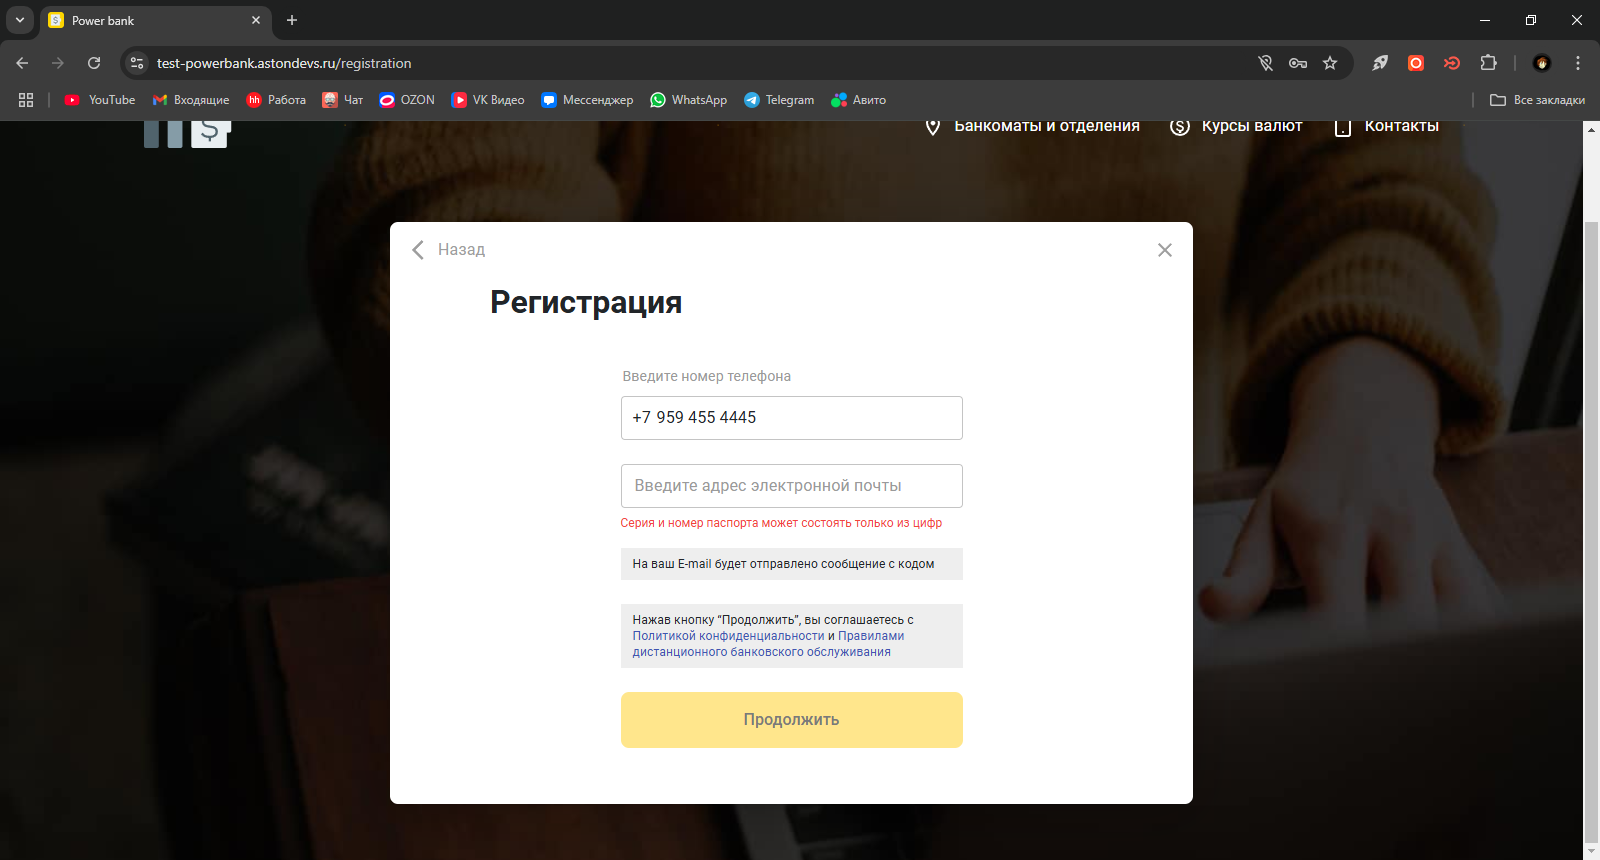 Power bank
test-powerbank.astondevs.ru/registration
YouTube
Входящие
hh Работа
Чат
OZON
VK Видео
Мессенджер
WhatsApp
Telegram
Авито
Все закладки
Банкоматы и отделения
Курсы валют
Контакты
Назад
Регистрация
Введите номер телефона
+7 959 455 4445
Введите адрес электронной почты
Серия и номер паспорта может состоять только из цифр
На ваш E-mail будет отправлено сообщение с кодом
Нажав кнопку “Продолжить”, вы соглашаетесь с
Политикой конфиденциальности и Правилами
дистанционного банковского обслуживания
Продолжить